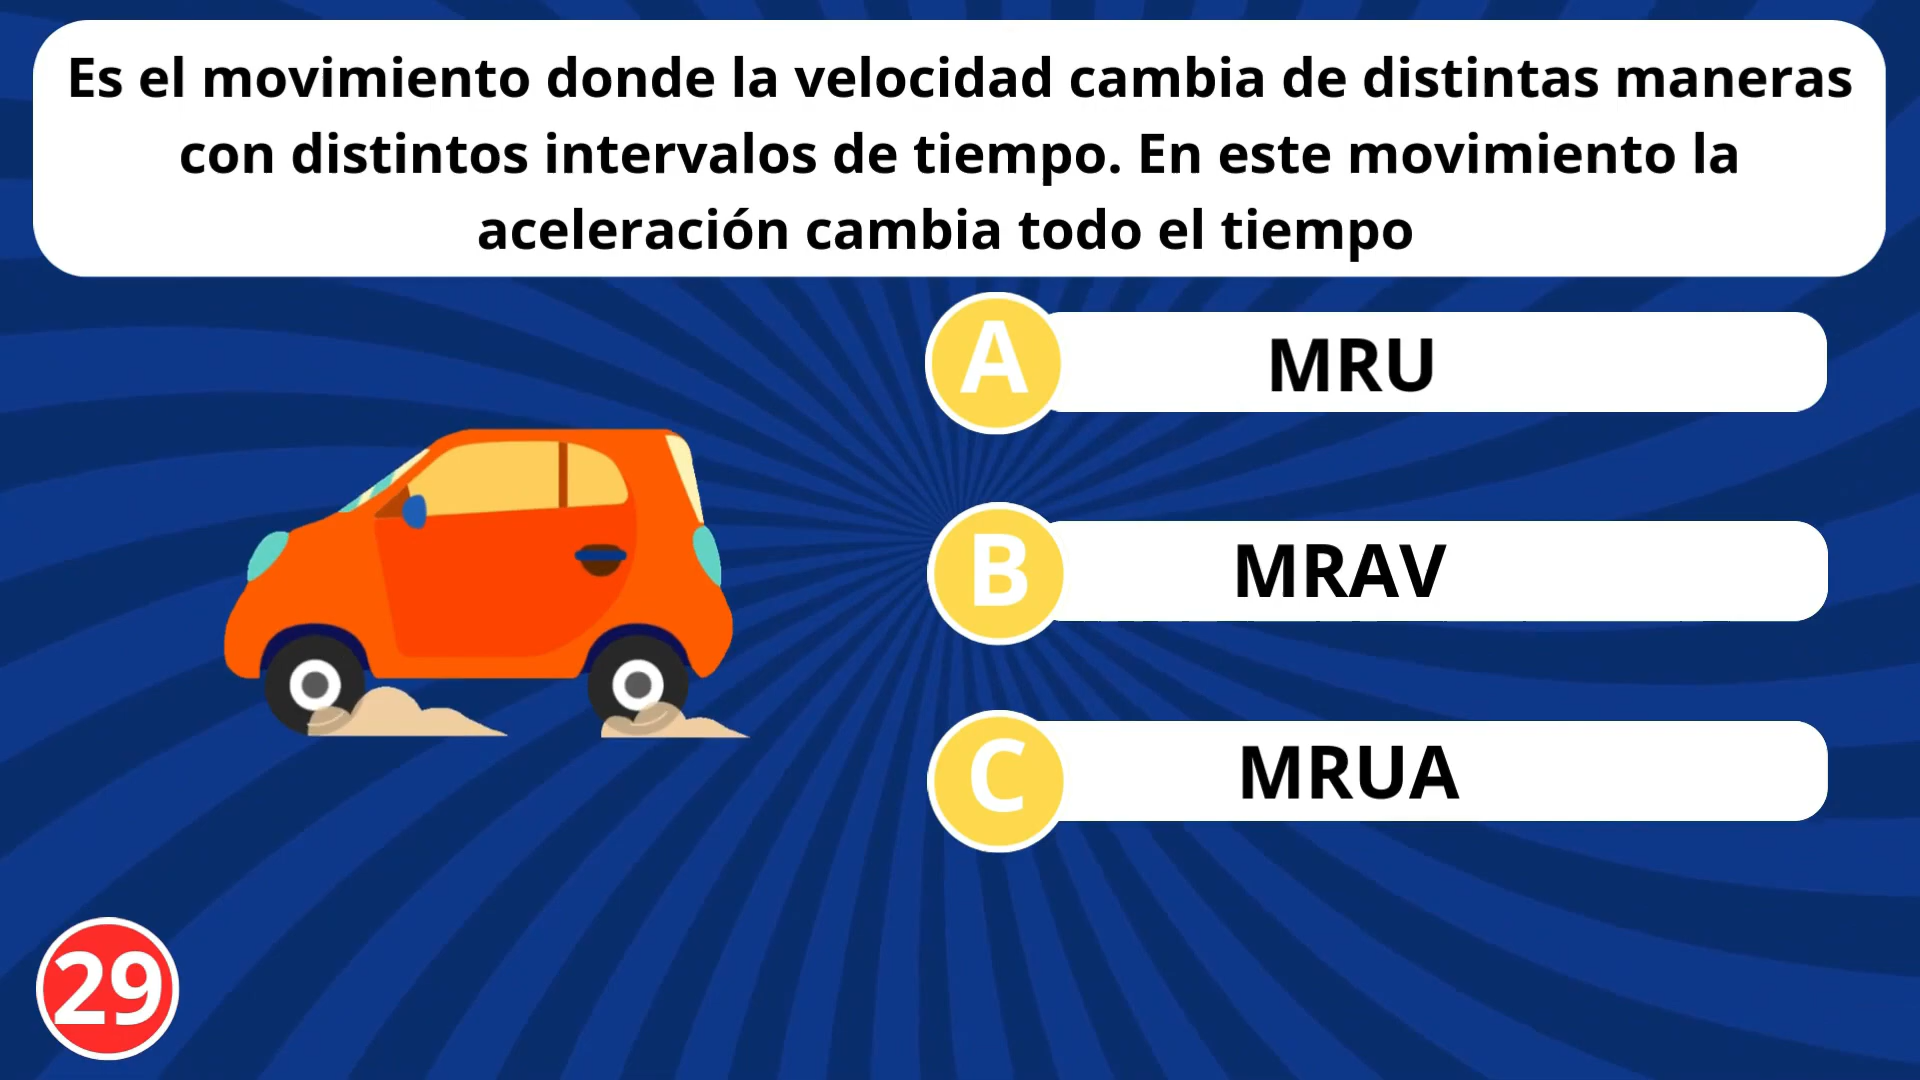 Es el movimiento donde la velocidad cambia de distintas maneras
con distintos intervalos de tiempo. En este movimiento la
aceleración cambia todo el tiempo
A MRU
B MRAV
C MRUA
29